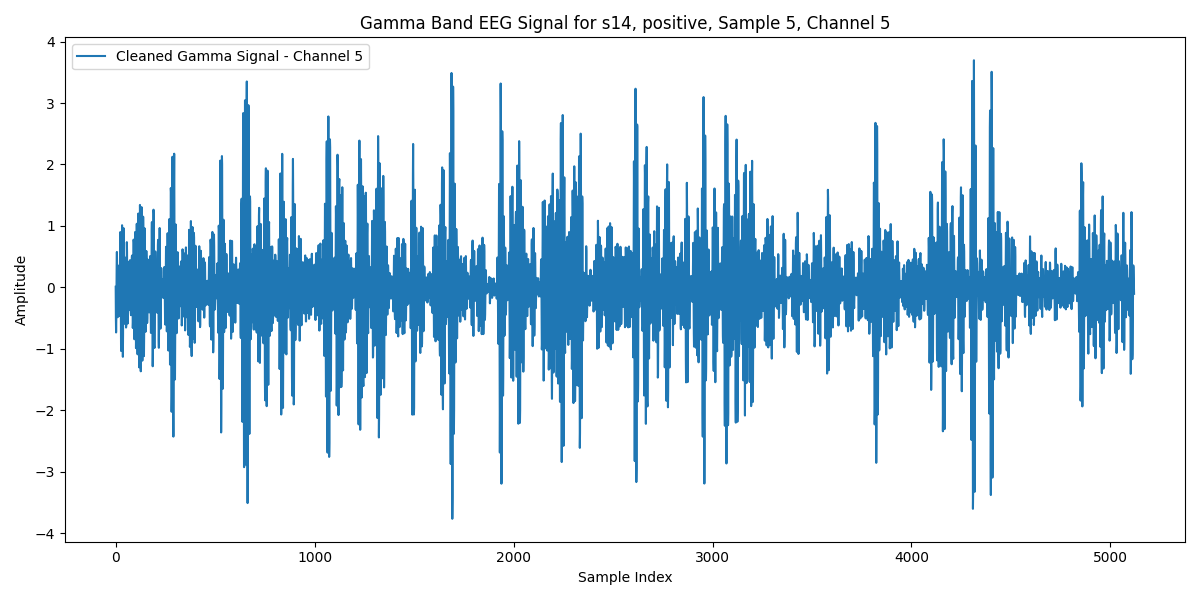 Gamma Band EEG Signal for s14, positive, Sample 5, Channel 5
Cleaned Gamma Signal - Channel 5
Amplitude
4
3
2
1
0
−1
−2
−3
−4
0 1000 2000 3000 4000 5000
Sample Index